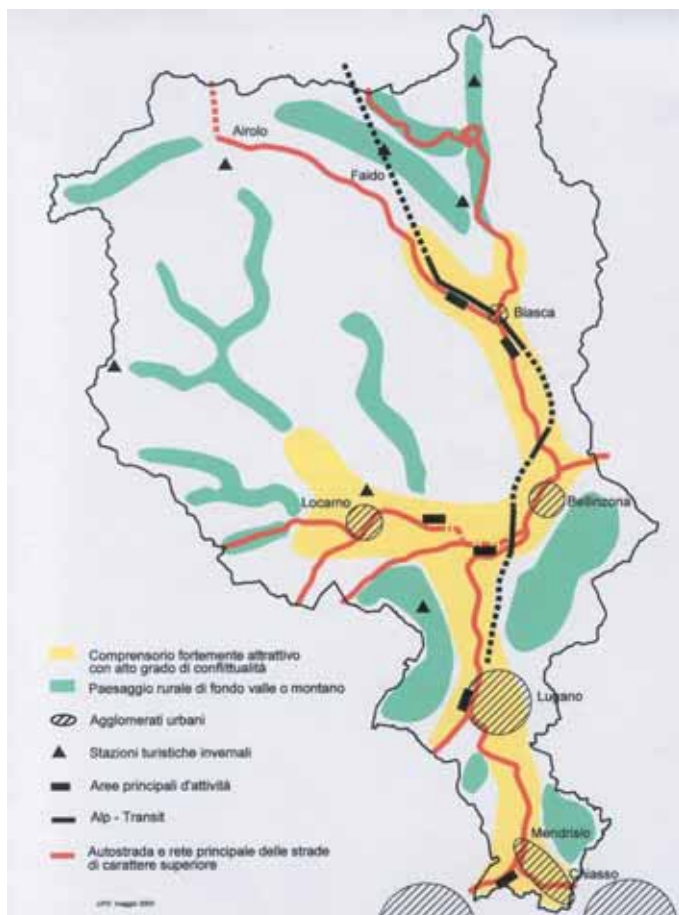 Airolo
Faido
Biasca
Locarno
Bellinzona
Lugano
Mendrisio
Chiasso
Comprensorio fortemente attrattivo
con alto grado di conflittualità
Paesaggio rurale di fondo valle o montano
Agglomerati urbani
Stazioni turistiche invernali
Aree principali d'attività
Alp - Transit
Autostrada e rete principale delle strade
di carattere superiore
maggio